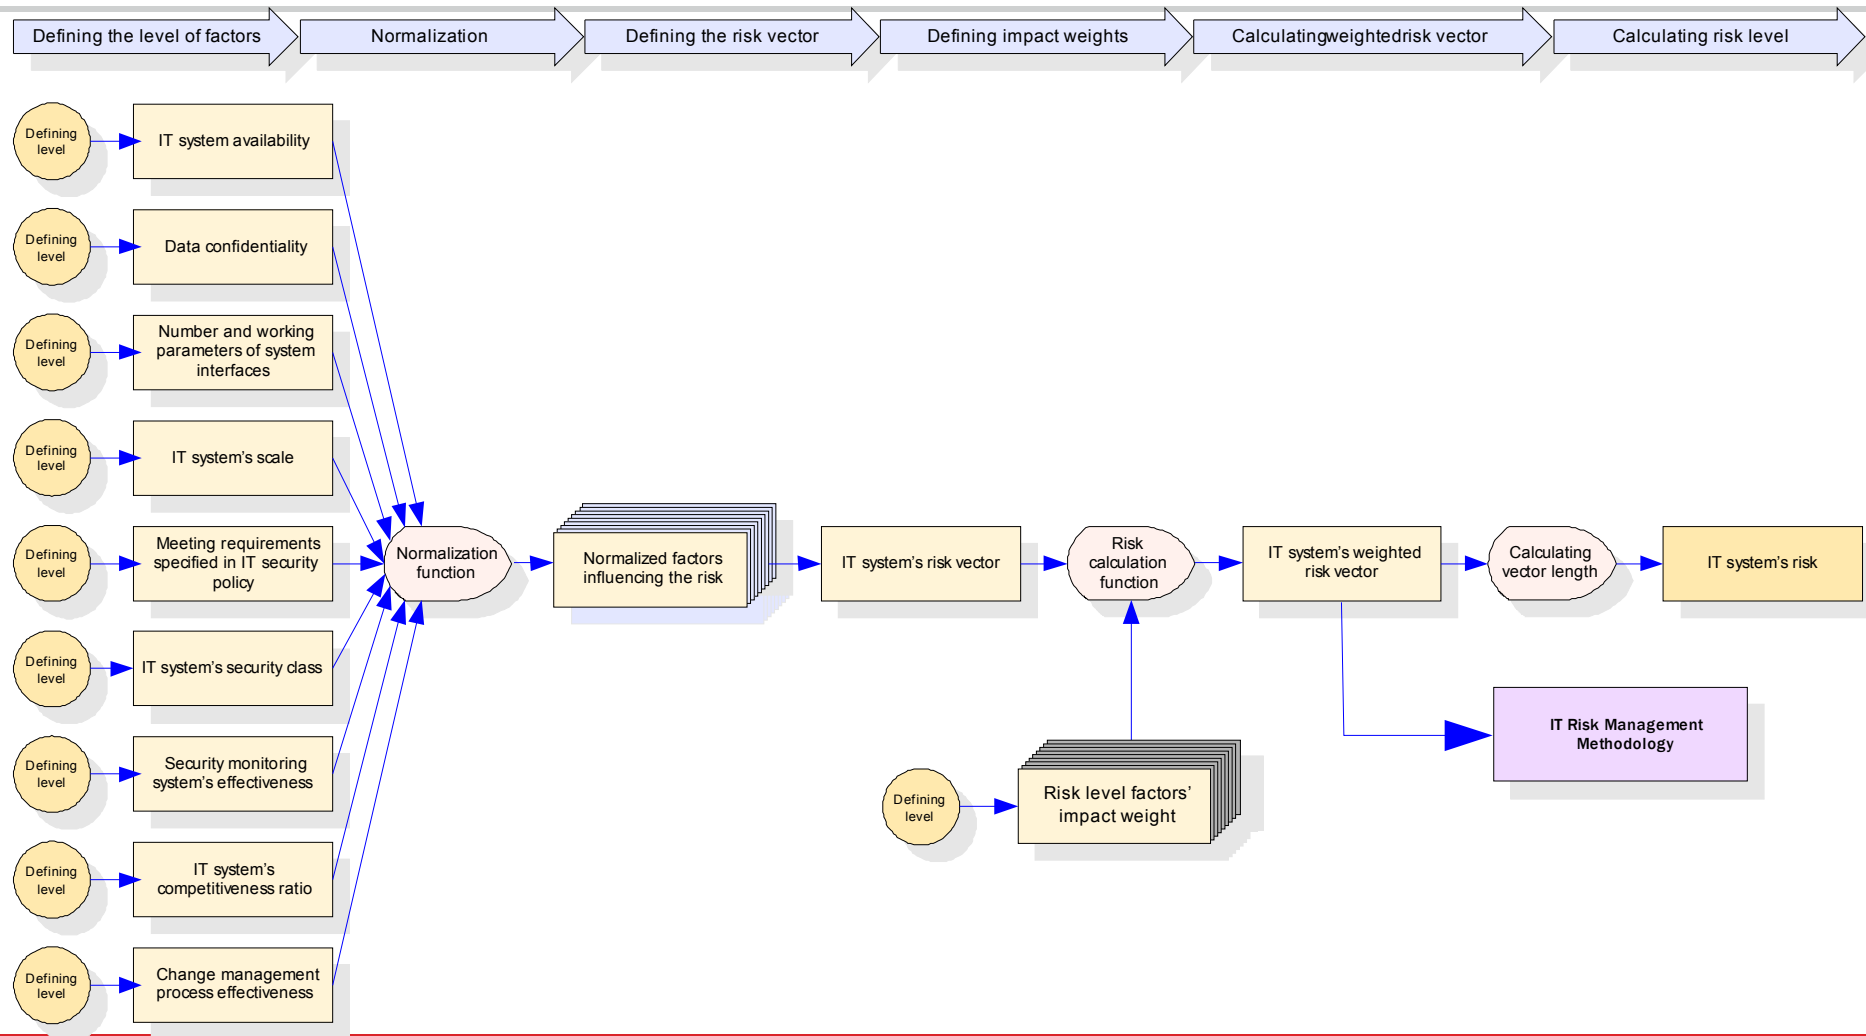 Defining the level of factors
Normalization
Defining the risk vector
Defining impact weights
Calculatingweightedrisk vector
Calculating risk level
Defining
level
IT system availability
Defining
level
Data confidentiality
Defining
level
Number and working
parameters of system
interfaces
Defining
level
IT system's scale
Defining
level
Meeting requirements
specified in IT security
policy
Normalization
function
Normalized factors
influencing the risk
IT system's risk vector
Risk
calculation
function
IT system's weighted
risk vector
Calculating
vector length
IT system's risk
Defining
level
IT system's security class
IT Risk Management
Methodology
Defining
level
Security monitoring
system's effectiveness
Defining
level
Risk level factors'
impact weight
Defining
level
IT system's
competitiveness ratio
Defining
level
Change management
process effectiveness